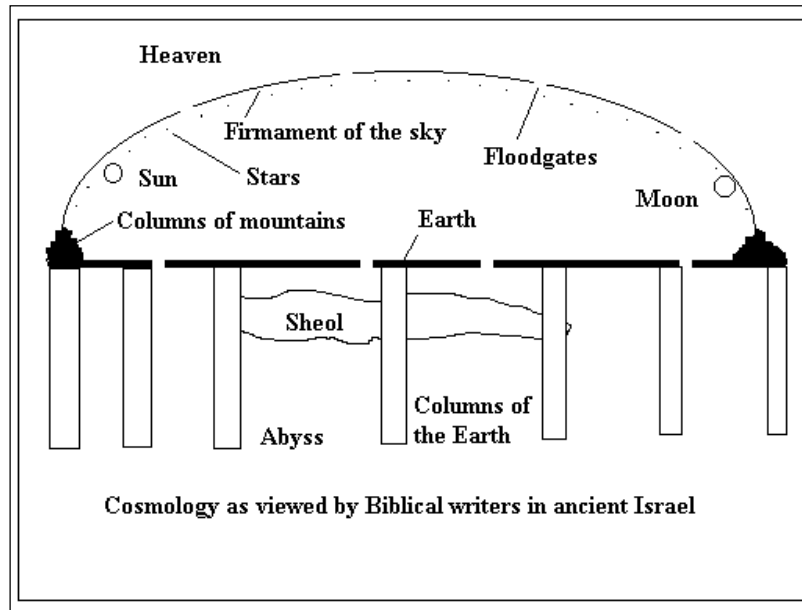 Heaven
Firmament of the sky
Floodgates
Sun
Stars
Moon
Columns of mountains
Earth
Sheol
Columns of
the Earth
Abyss
Cosmology as viewed by Biblical writers in ancient Israel